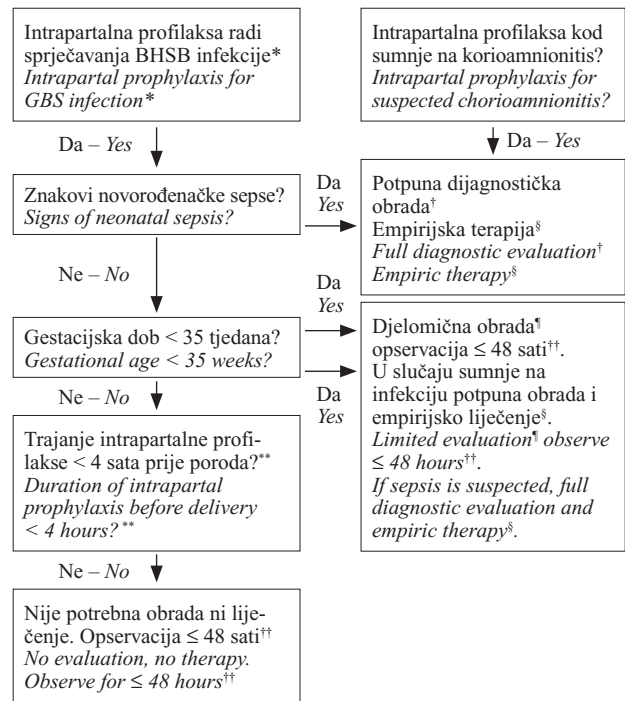 Intrapartalna profilaksa radi
sprječavanja BHSB infekcije*
Intrapartal prophylaxis for
GBS infection*
Intrapartalna profilaksa kod
sumnje na korioamnionitis?
Intrapartal prophylaxis for
suspected chorioamnionitis?
Da – Yes
Da – Yes
Znakovi novorođenačke sepse?
Signs of neonatal sepsis?
Da
Yes
Potpuna dijagnostička
obrada†
Empirijska terapija§
Full diagnostic evaluation†
Empiric therapy§
Ne – No
Gestacijska dob < 35 tjedana?
Gestational age < 35 weeks?
Da
Yes
Da
Yes
Djelomična obrada¶
opservacija ≤ 48 sati††.
U slučaju sumnje na
infekciju potpuna obrada i
empirijsko liječenje§.
Limited evaluation¶ observe
≤ 48 hours††.
If sepsis is suspected, full
diagnostic evaluation and
empiric therapy§.
Ne – No
Trajanje intrapartalne profi-
lakse < 4 sata prije poroda?**
Duration of intrapartal
prophylaxis before delivery
< 4 hours? **
Ne – No
Nije potrebna obrada ni lije-
čenje. Opservacija ≤ 48 sati††
No evaluation, no therapy.
Observe for ≤ 48 hours††